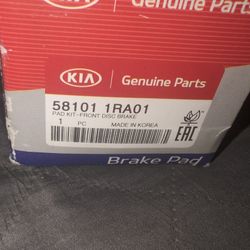 Genuine Parts
KIA Genuine Parts
58101 1RA01
PAD KIT-FRONT DISC BRAKE
1 PC MADE IN KOREA
EAC
Brake Pad